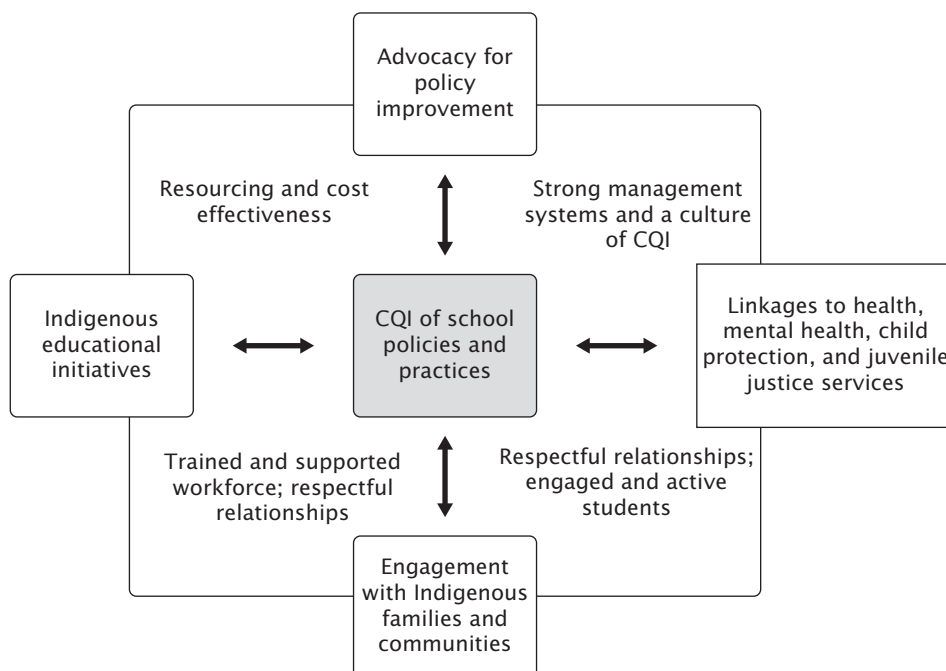 Advocacy for
policy
improvement
Resourcing and cost
effectiveness
Strong management
systems and a culture
of CQI
Indigenous
educational
initiatives
CQI of school
policies and
practices
Linkages to health,
mental health, child
protection, and juvenile
justice services
Trained and supported
workforce; respectful
relationships
Respectful relationships;
engaged and active
students
Engagement
with Indigenous
families and
communities